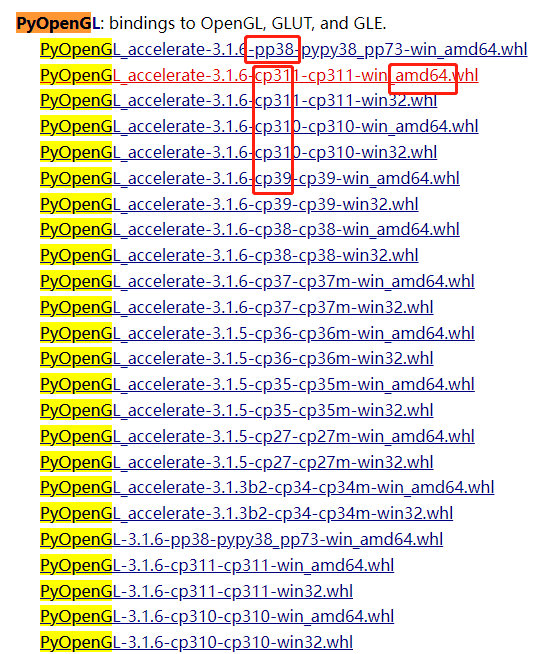 PyOpenGL: bindings to OpenGL, GLUT, and GLE.
PyOpenGL_accelerate-3.1.6-pp38-pypy38_pp73-win_amd64.whl
PyOpenGL_accelerate-3.1.6-cp311-cp311-win_amd64.whl
PyOpenGL_accelerate-3.1.6-cp311-cp311-win32.whl
PyOpenGL_accelerate-3.1.6-cp310-cp310-win_amd64.whl
PyOpenGL_accelerate-3.1.6-cp310-cp310-win32.whl
PyOpenGL_accelerate-3.1.6-cp39-cp39-win_amd64.whl
PyOpenGL_accelerate-3.1.6-cp39-cp39-win32.whl
PyOpenGL_accelerate-3.1.6-cp38-cp38-win_amd64.whl
PyOpenGL_accelerate-3.1.6-cp38-cp38-win32.whl
PyOpenGL_accelerate-3.1.6-cp37-cp37m-win_amd64.whl
PyOpenGL_accelerate-3.1.6-cp37-cp37m-win32.whl
PyOpenGL_accelerate-3.1.5-cp36-cp36m-win_amd64.whl
PyOpenGL_accelerate-3.1.5-cp36-cp36m-win32.whl
PyOpenGL_accelerate-3.1.5-cp35-cp35m-win_amd64.whl
PyOpenGL_accelerate-3.1.5-cp35-cp35m-win32.whl
PyOpenGL_accelerate-3.1.5-cp27-cp27m-win_amd64.whl
PyOpenGL_accelerate-3.1.5-cp27-cp27m-win32.whl
PyOpenGL_accelerate-3.1.3b2-cp34-cp34m-win_amd64.whl
PyOpenGL_accelerate-3.1.3b2-cp34-cp34m-win32.whl
PyOpenGL-3.1.6-pp38-pypy38_pp73-win_amd64.whl
PyOpenGL-3.1.6-cp311-cp311-win_amd64.whl
PyOpenGL-3.1.6-cp311-cp311-win32.whl
PyOpenGL-3.1.6-cp310-cp310-win_amd64.whl
PyOpenGL-3.1.6-cp310-cp310-win32.whl